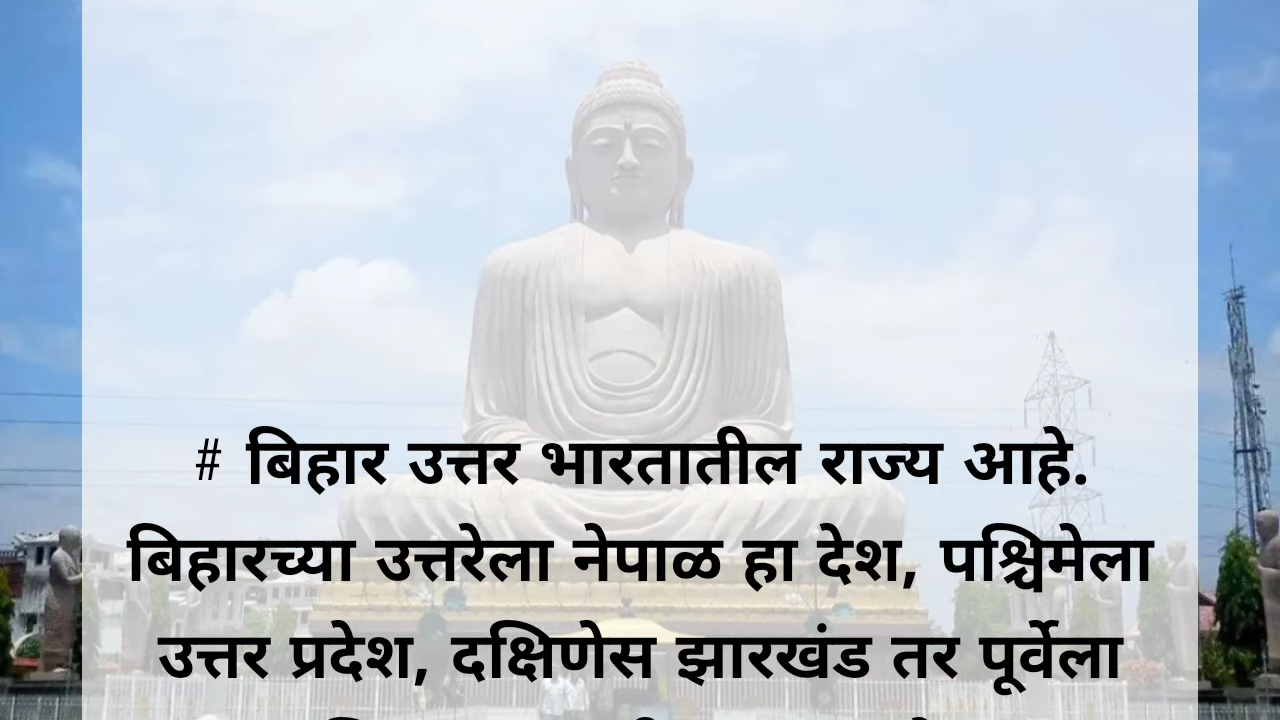 # बिहार उत्तर भारतातील राज्य आहे.
बिहारच्या उत्तरेला नेपाळ हा देश, पश्चिमेला
उत्तर प्रदेश, दक्षिणेस झारखंड तर पूर्वेला